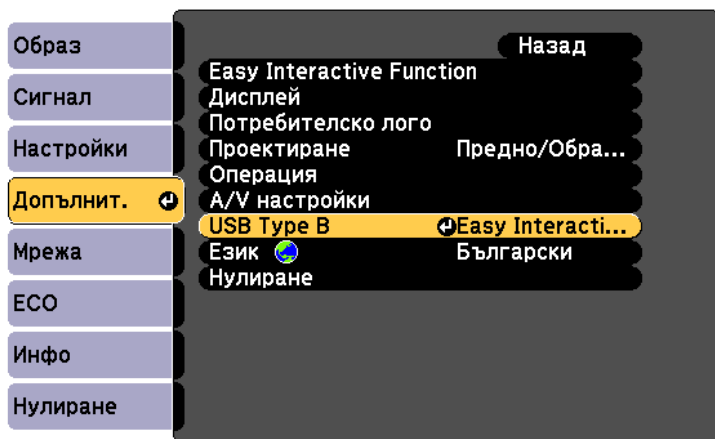 Образ
Сигнал
Настройки
Допълнит.
Мрежа
ECO
Инфо
Нулиране
Назад
Easy Interactive Function
Дисплей
Потребителско лого
Проектиране Предно/Обра...
Операция
A/V настройки
USB Type B Easy Interacti...
Език Български
Нулиране